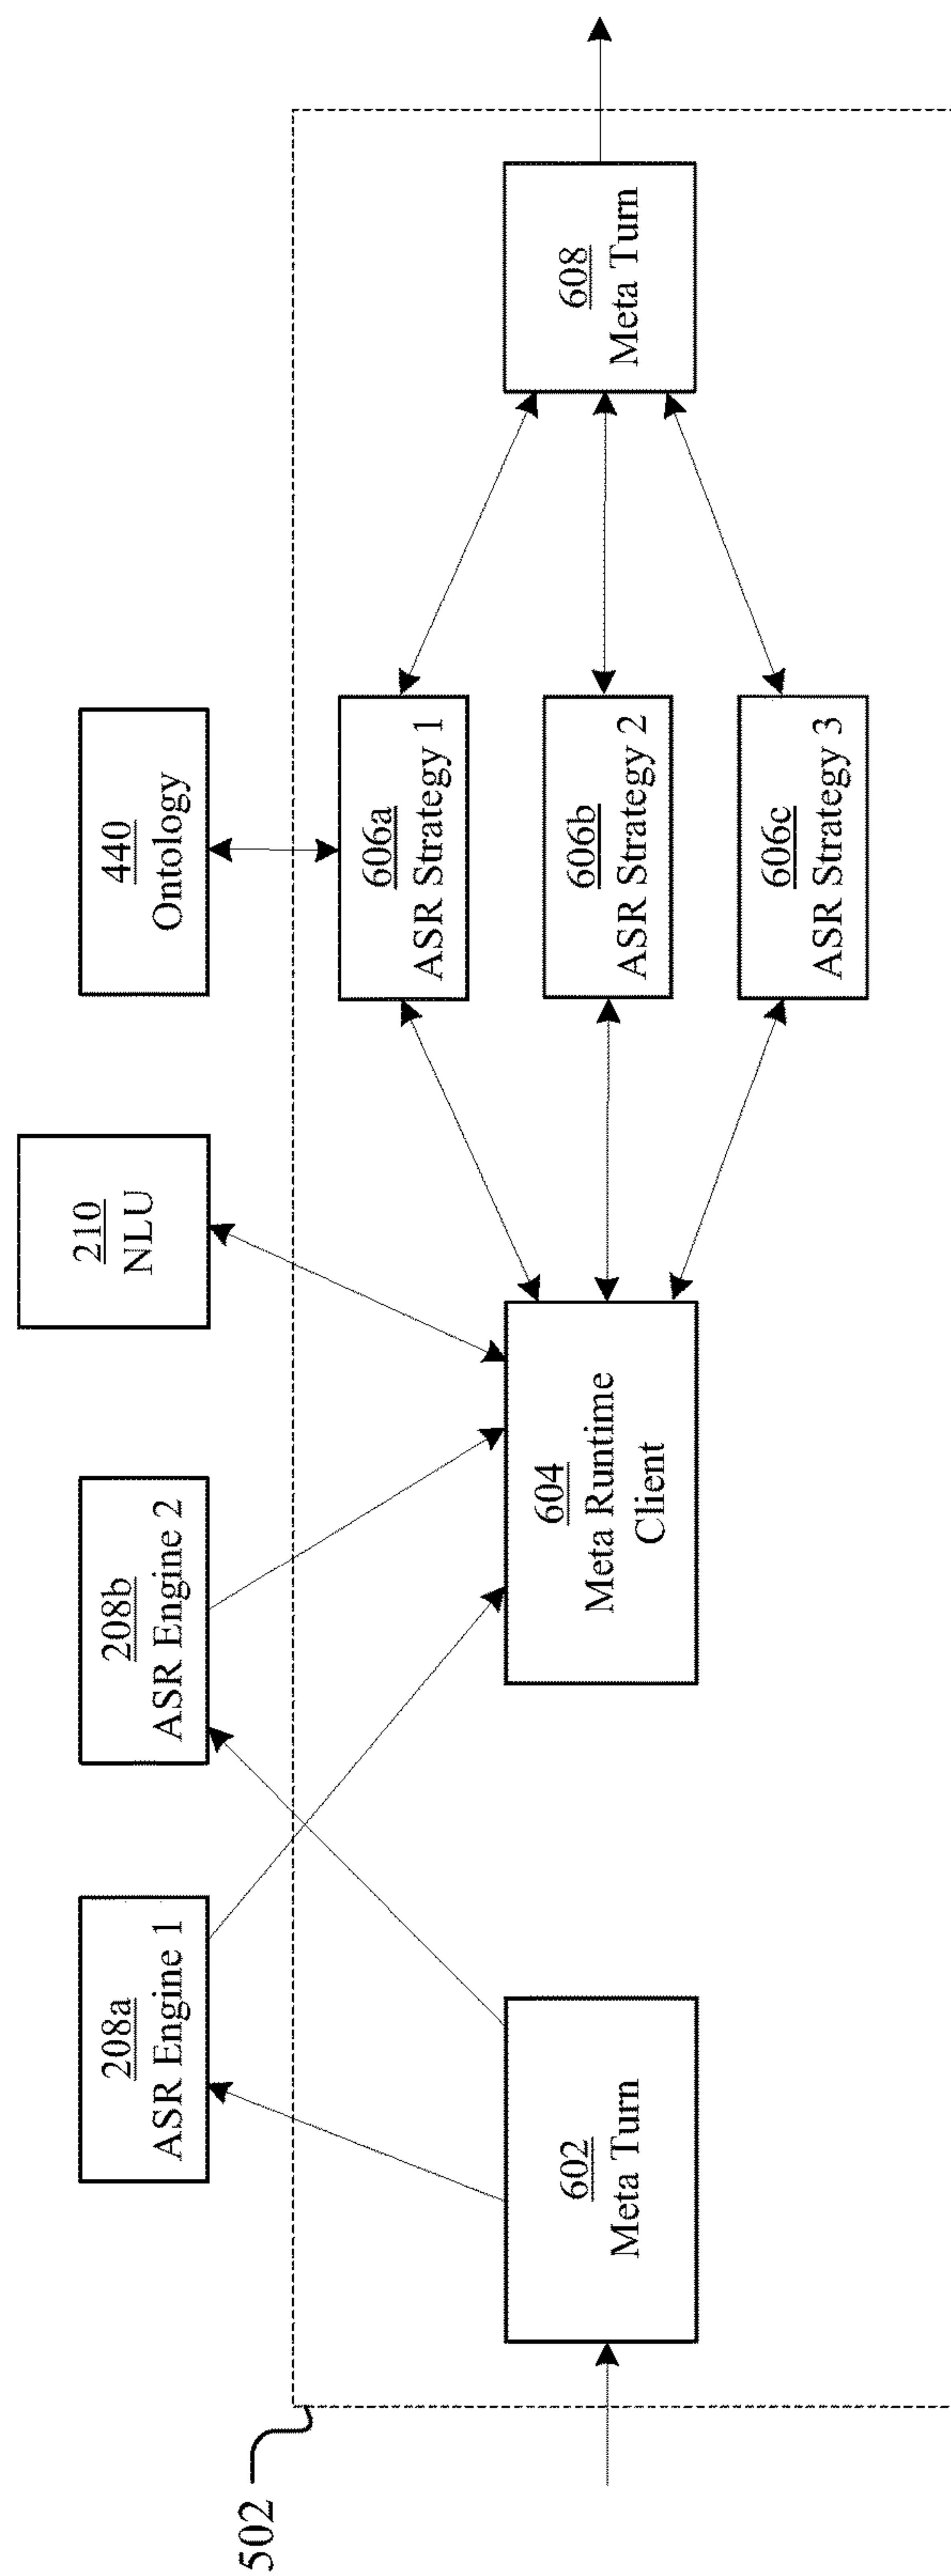 502
208a
ASR Engine 1
208b
ASR Engine 2
210
NLU
440
Ontology
602
Meta Turn
604
Meta Runtime
Client
606a
ASR Strategy 1
606b
ASR Strategy 2
606c
ASR Strategy 3
608
Meta Turn